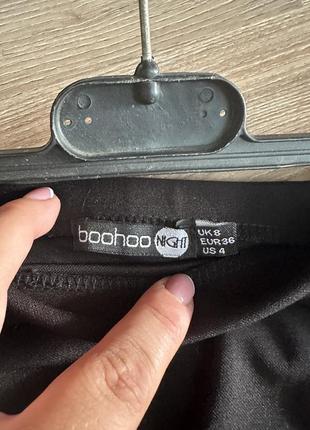 boohoo NIGHT
UK 8
EUR 36
US 4